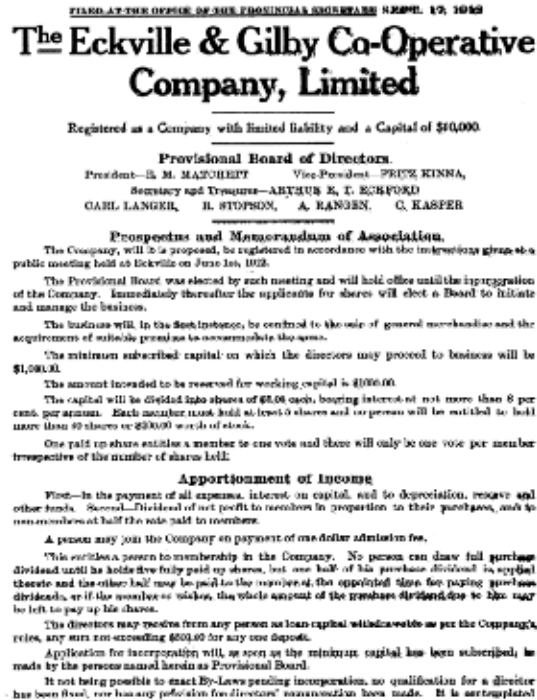 FILED AT THE OFFICE OF THE PROVINCIAL SECRETARY SEPT. 17, 1912
The Eckville & Gilby Co-Operative
Company, Limited
Registered as a Company with limited liability and a Capital of $10,000.
Provisional Board of Directors.
President—E. M. MATCHETT Vice-President—FRITZ KINNA,
Secretary and Treasurer—ARTHUR E. T. ECKFORD
CARL LANGER, H. STOPSON, A. RANGEN, C. KASPER
Prospectus and Memorandum of Association.
The Company, will it is proposed, be registered in accordance with the instructions given at a
public meeting held at Eckville on June 1st, 1912.
The Provisional Board was elected by such meeting and will hold office until the
of the Company. Immediately thereafter the applicants for shares will elect a Board to initiate
and manage the business.
The business will, in the first instance, be confined to the sale of general merchandise and the
acquirement of suitable premises to accommodate the same.
The minimum subscribed capital on which the directors may proceed to business will be
$1,000.00.
The amount intended to be reserved for working capital is $1000.00.
The capital will be divided into shares of $5.00 each, bearing interest at not more than 6 per
cent. per annum. Each member must hold at least 5 shares and no person will be entitled to hold
more than 40 shares or $200.00 worth of stock.
One paid up share entitles a member to one vote and there will only be one vote per member
irrespective of the number of shares held.
Apportionment of Income
First—In the payment of all expenses, interest on capital, and to depreciation, reserve and
other funds. Second—Dividend of net profit to members in proportion to their purchases, and to
non-members at half the rate paid to members.
A person may join the Company on payment of one dollar admission fee.
This entitles a person to membership in the Company. No person can draw full purchase
dividend until he holds five fully paid up shares, but one half of his purchase dividend is applied
thereto and the other half may be paid to the member at the appointed time for paying purchase
dividends, or if the member so wishes, the whole amount of the purchase dividend due to him may
be left to pay up his shares.
The directors may receive from any person as loan capital withdrawable as per the Company's
rules, any sum not exceeding $500.00 for any one deposit.
Application for incorporation will, as soon as the minimum capital has been subscribed, be
made by the persons named herein as Provisional Board.
It not being possible to enact By-Laws pending incorporation, no qualification for a director
has been fixed, nor has any provision for directors' remuneration been made. It is contemplated